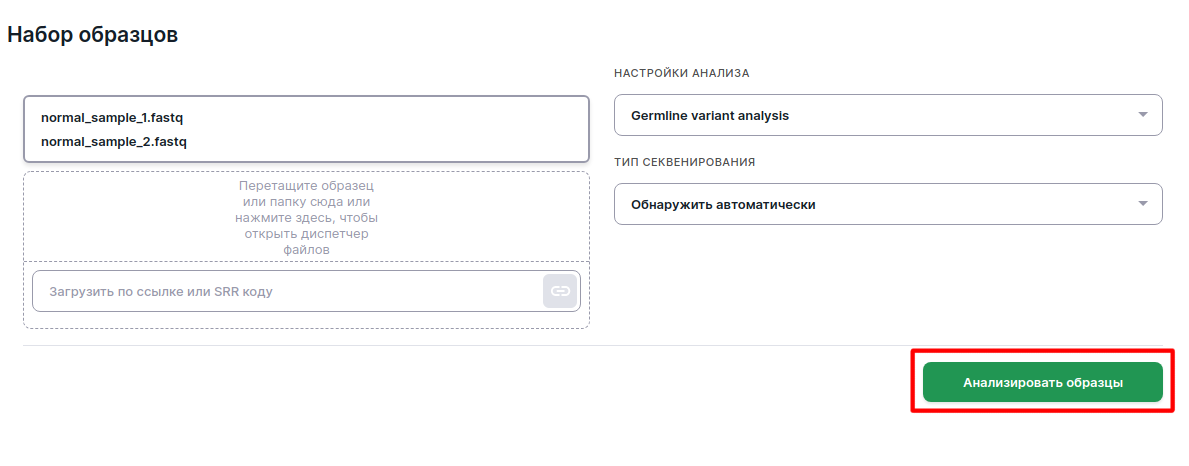 Набор образцов
normal_sample_1.fastq
normal_sample_2.fastq
Перетащите образец
или папку сюда или
нажмите здесь, чтобы
открыть диспетчер
файлов
Загрузить по ссылке или SRR коду
НАСТРОЙКИ АНАЛИЗА
Germline variant analysis
ТИП СЕКВЕНИРОВАНИЯ
Обнаружить автоматически
Анализировать образцы